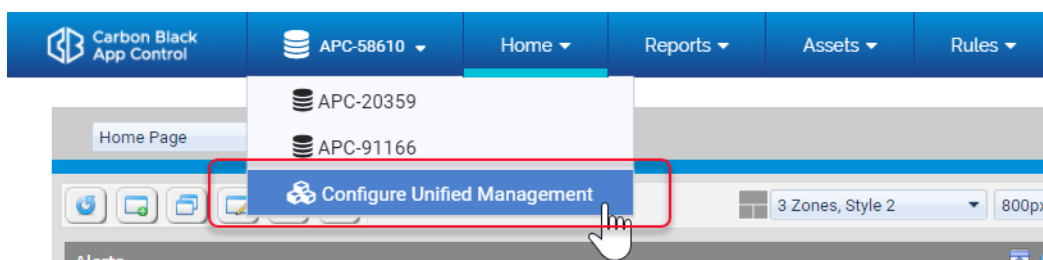 Carbon Black
App Control
APC-58610
Home
Reports
Assets
Rules
APC-20359
APC-91166
Configure Unified Management
Home Page
3 Zones, Style 2
800px
Alerts